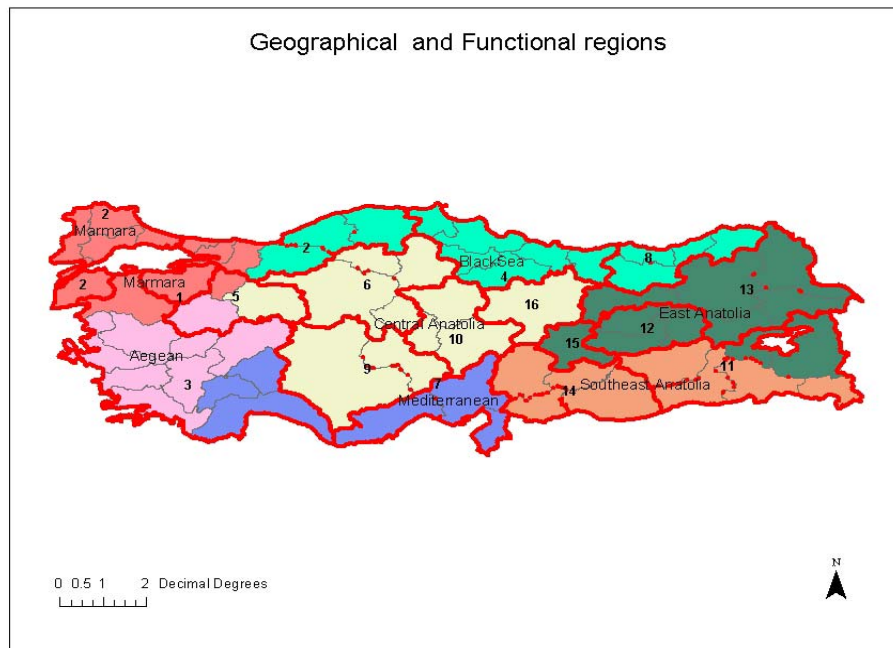 Geographical and Functional regions
2
Marmara
2
Marmara
1
5
2
6
BlackSea
4
8
13
16
East Anatolia
Central Anatolia
12
10
15
Aegean
3
9
7
Mediterranean
14
Southeast Anatolia
11
N
0 0.5 1 2 Decimal Degrees